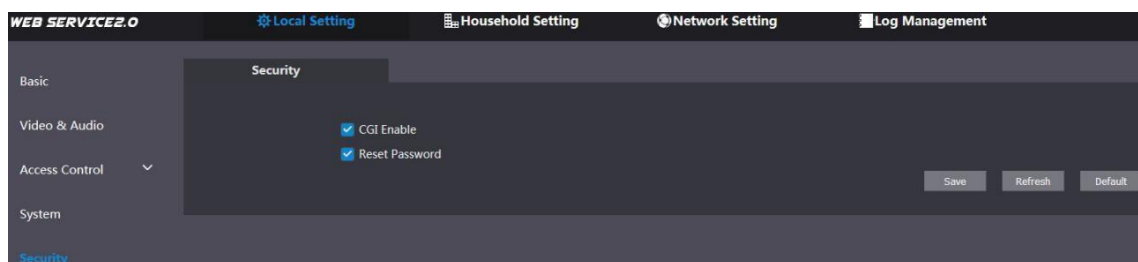 WEB SERVICE2.0 Local Setting Household Setting Network Setting Log Management
Basic
Video & Audio
Access Control
System
Security
Security
CGI Enable
Reset Password
Save Refresh Default